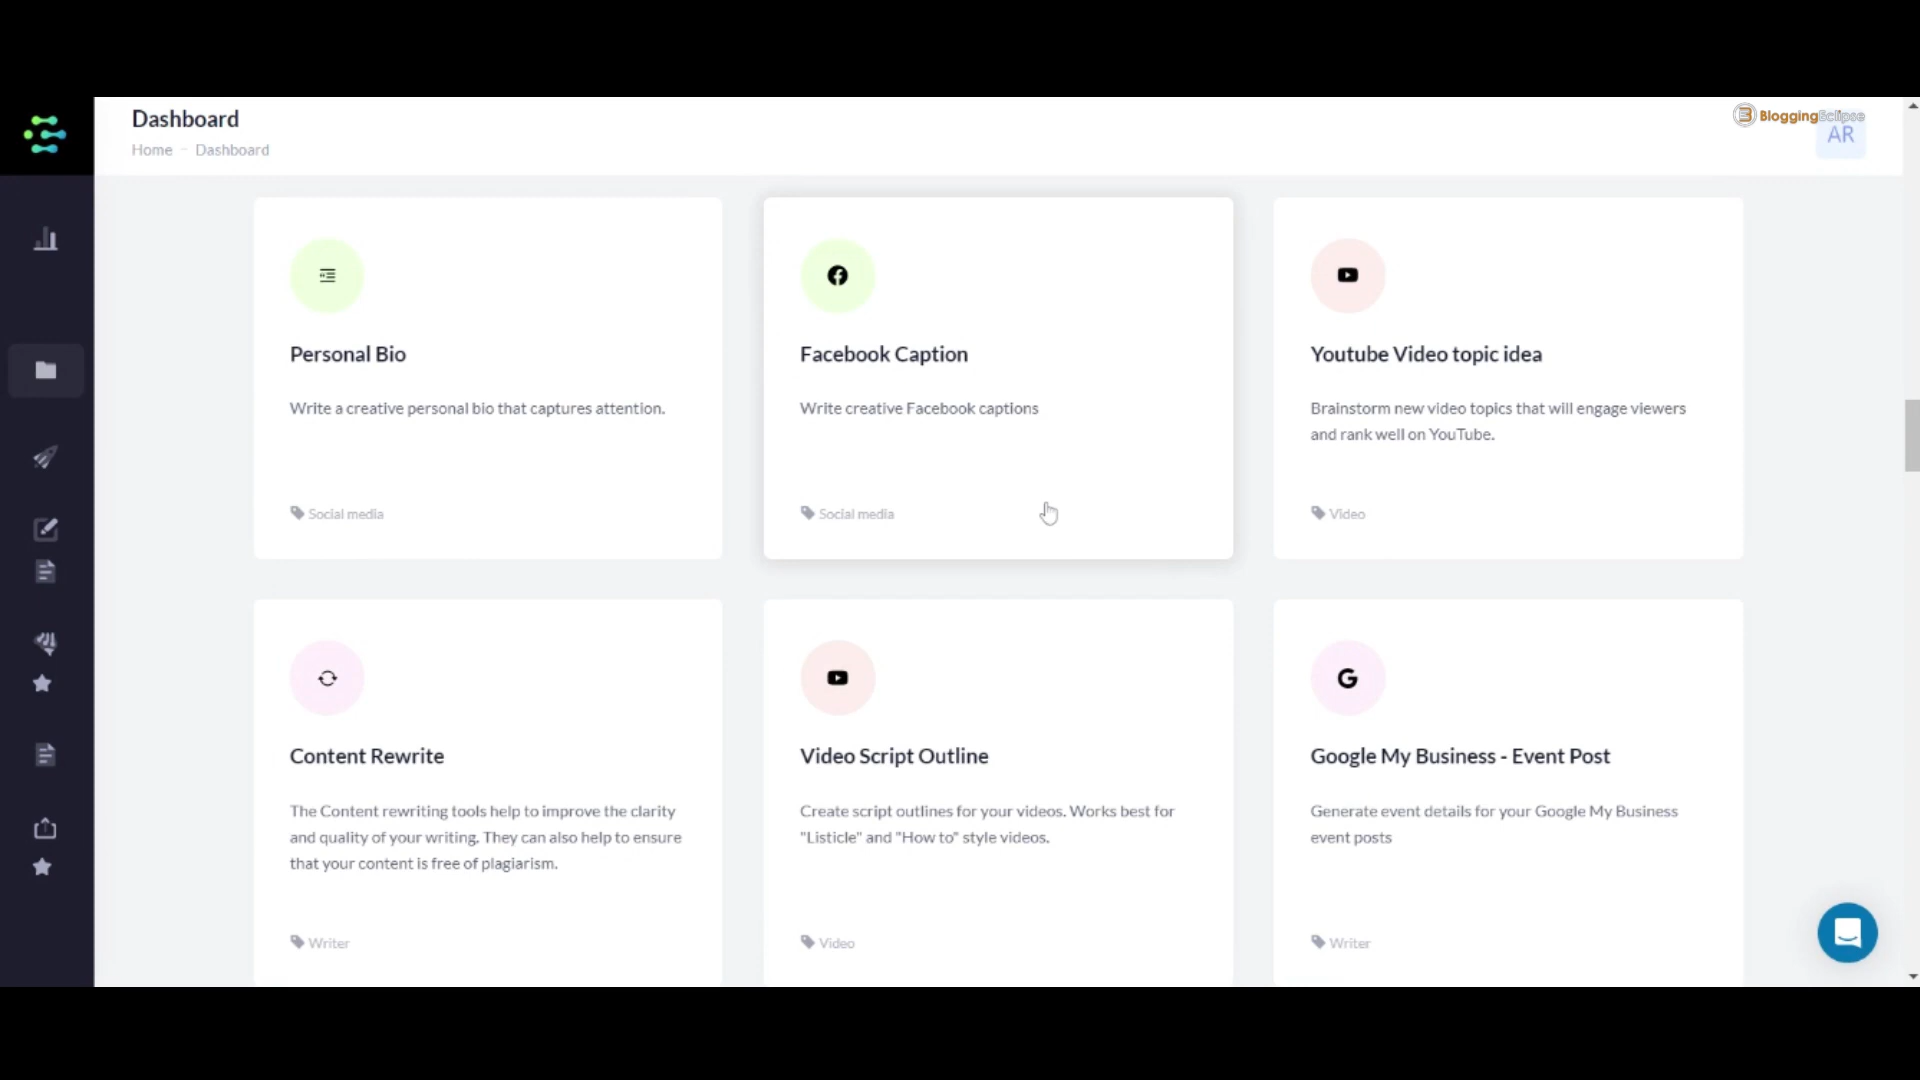 Dashboard
BloggingEclipse
Home - Dashboard
AR
Personal Bio
Write a creative personal bio that captures attention.
Social media
Facebook Caption
Write creative Facebook captions
Social media
Youtube Video topic idea
Brainstorm new video topics that will engage viewers
and rank well on YouTube.
Video
Content Rewrite
The Content rewriting tools help to improve the clarity
and quality of your writing. They can also help to ensure
that your content is free of plagiarism.
Writer
Video Script Outline
Create script outlines for your videos. Works best for
"Listicle" and "How to" style videos.
Video
Google My Business - Event Post
Generate event details for your Google My Business
event posts
Writer